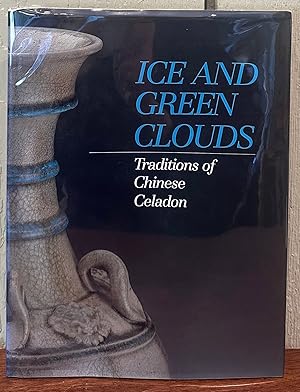 ICE AND
GREEN
CLOUDS
Traditions of
Chinese
Celadon